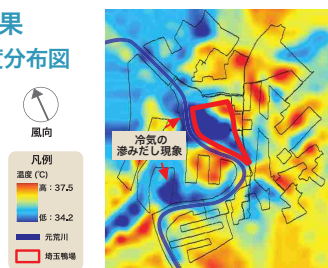 果
度分布図
風向
冷気の
滲みだし現象
凡例
温度 (℃)
高：37.5
低：34.2
元荒川
埼玉鴨場